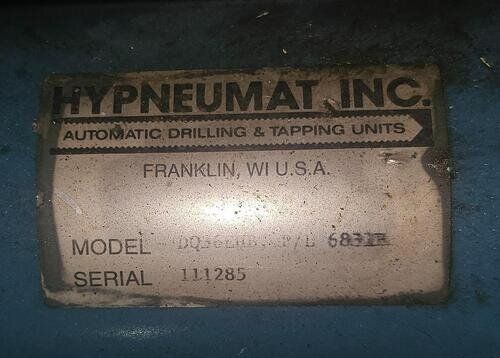 HYPNEUMAT, INC.
AUTOMATIC DRILLING & TAPPING UNITS
FRANKLIN, WI U.S.A.
MODEL
SERIAL 111285